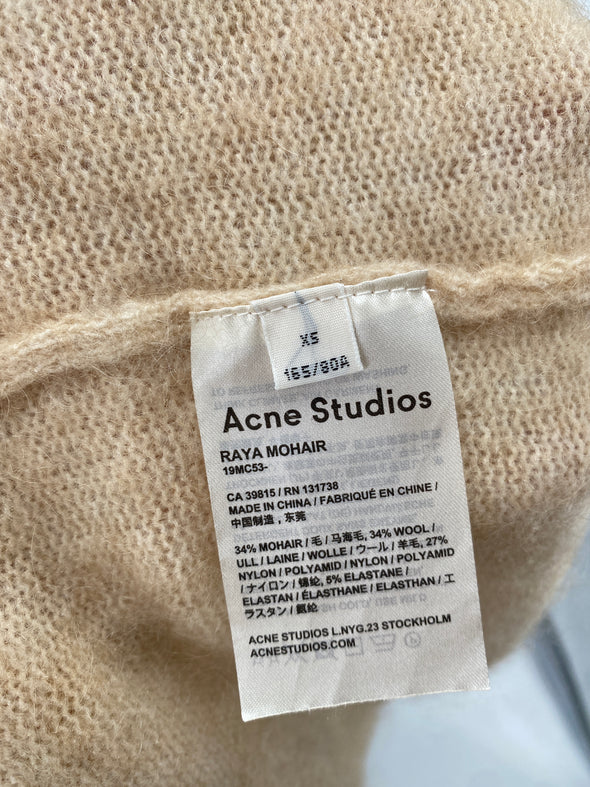 XS
165/80A
Acne Studios
RAYA MOHAIR
19MC53-
CA 39815 / RN 131738
MADE IN CHINA / FABRIQUÉ EN CHINE /
中国制造，东莞
34% MOHAIR / 毛 / 马海毛, 34% WOOL /
ULL / LAINE / WOLLE / ウール / 羊毛, 27%
NYLON / POLYAMID / NYLON / POLYAMID
/ ナイロン / 锦纶, 5% ELASTANE /
ELASTAN / ÉLASTHANE / ELASTHAN / エ
ラスタン / 氨纶
ACNE STUDIOS L.NYG.23 STOCKHOLM
ACNESTUDIOS.COM